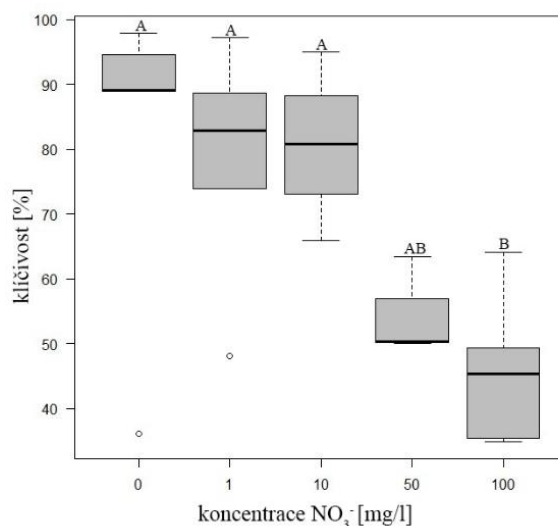 100
90
80
70
60
50
40
klíčivost [%]
A
A
A
AB
B
0 1 10 50 100
koncentrace NO₃⁻ [mg/l]